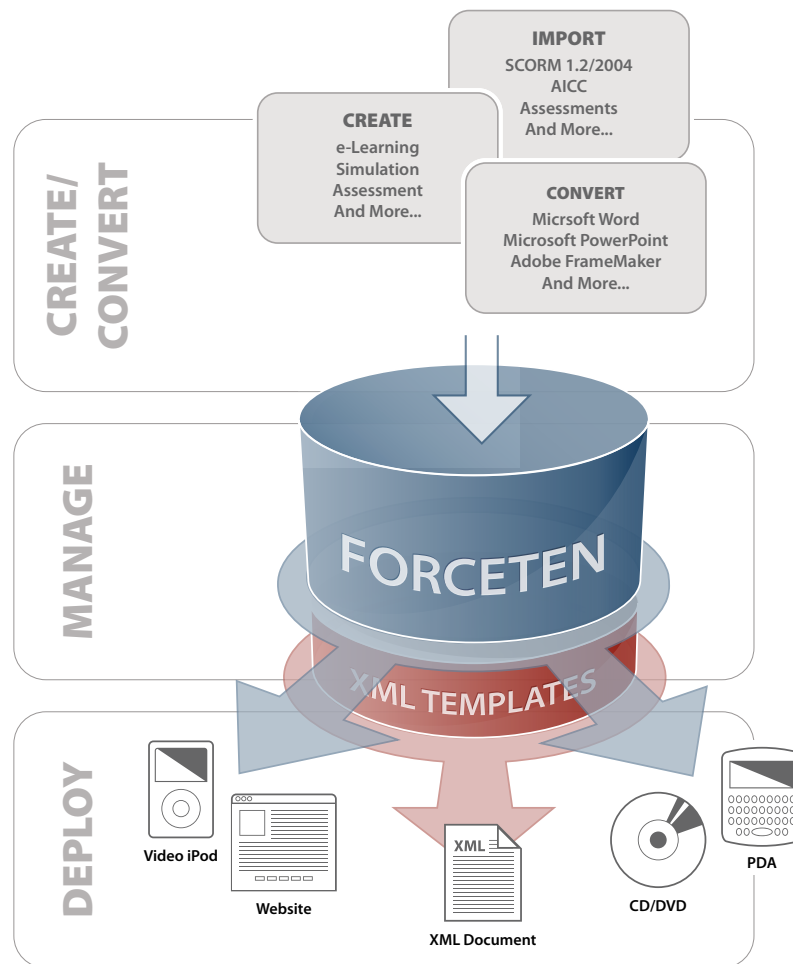 IMPORT
SCORM 1.2/2004
AICC
Assessments
And More...
CREATE
e-Learning
Simulation
Assessment
And More...
CONVERT
Micrsoft Word
Microsoft PowerPoint
Adobe FrameMaker
And More...
CREATE/
CONVERT
MANAGE
FORCETEN
XML TEMPLATES
DEPLOY
Video iPod
Website
XML
XML Document
CD/DVD
PDA